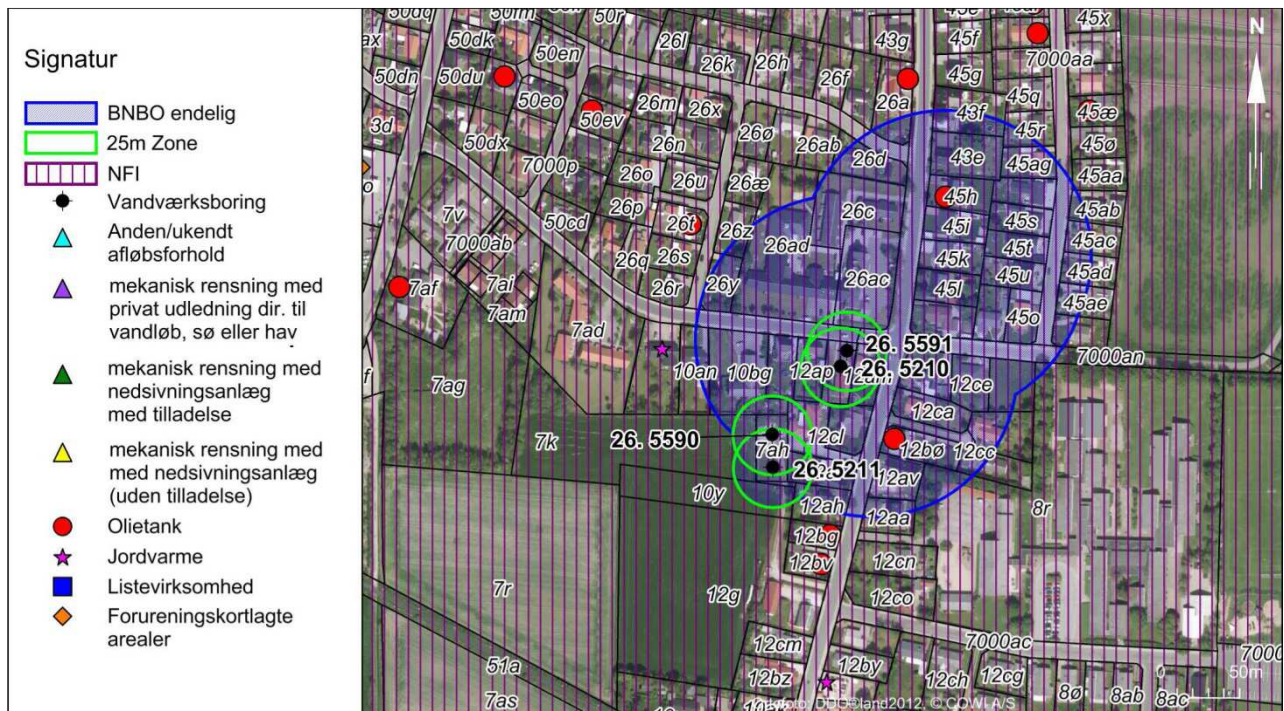 Signatur
BNBO endelig
25m Zone
NFI
Vandværksboring
Anden/ukendt
afløbsforhold
mekanisk rensning med
privat udledning dir. til
vandløb, sø eller hav
mekanisk rensning med
nedsivningsanlæg
med tilladelse
mekanisk rensning med
med nedsivningsanlæg
(uden tilladelse)
Olietank
Jordvarme
Listevirksomhed
Forureningskortlagte
arealer
N
50dk
50r
26l
26h
43g
45f
45x
50dn
50du
50en
26k
26f
45g
7000aa
3d
50eo
50ev
26m
26x
26a
45q
45æ
50dx
26n
26ø
26ab
26d
43f
45r
45ø
7000p
26o
26u
26æ
43e
45ag
45aa
7v
26p
26t
26c
45h
45s
45ab
7000ab
50cd
26z
26ad
45i
45t
45ac
7ai
26q
26s
26ac
45k
45u
45ad
7af
7am
26r
26y
45l
45o
45ae
7ad
26. 5591
7000an
10an
10bg
12ap
26. 5210
12ce
7ag
12ca
7k
26. 5590
7ah
12cl
12bø
12cc
26. 5211
12av
10y
12ah
12aa
8r
12bg
7r
12bv
12cn
12g
12co
7000ac
51a
12cm
12by
0
50m
7as
12bz
12ch
12cg
8ø
8ab
8ac
DDO®land2012, © COWI A/S